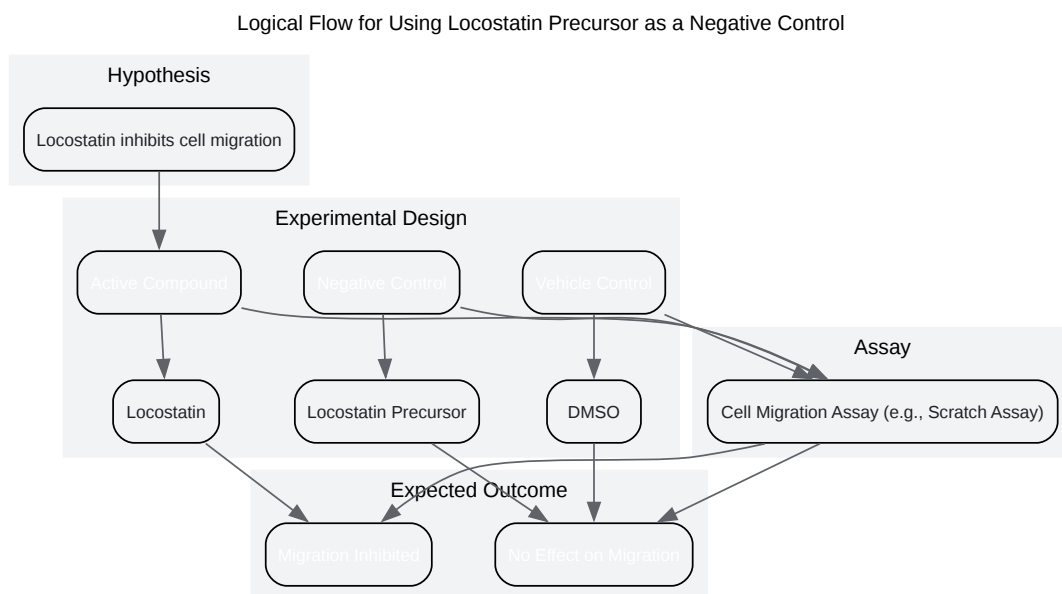 Logical Flow for Using Locostatin Precursor as a Negative Control
Hypothesis
Locostatin inhibits cell migration
Experimental Design
Active Compound
Negative Control
Vehicle Control
Assay
Locostatin
Locostatin Precursor
DMSO
Cell Migration Assay (e.g., Scratch Assay)
Expected Outcome
Migration Inhibited
No Effect on Migration